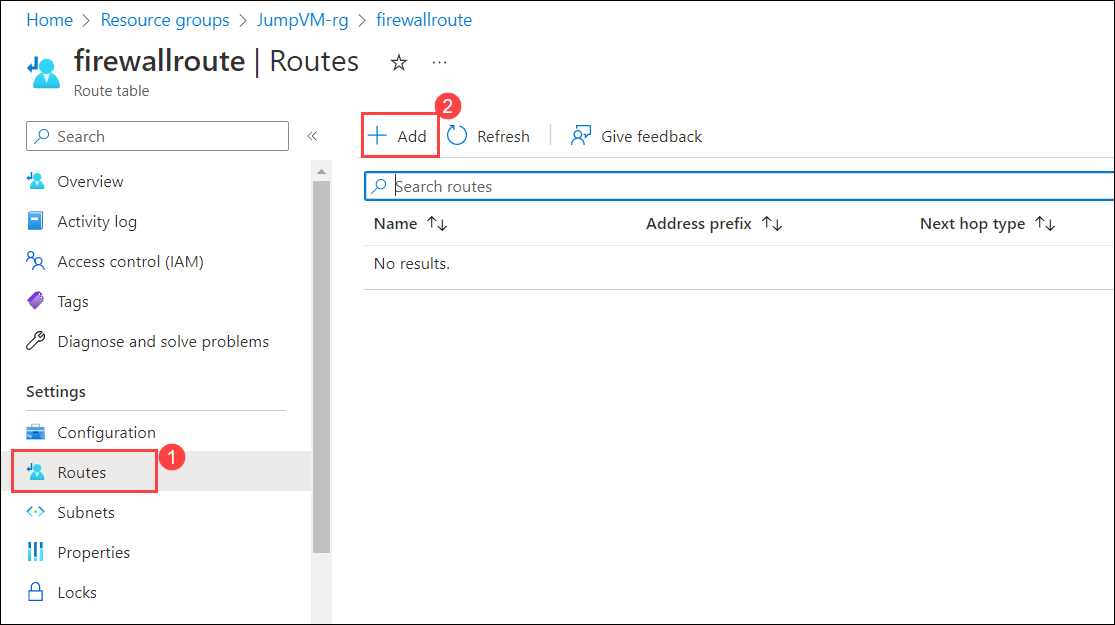 Home > Resource groups > JumpVM-rg > firewallroute
firewallroute | Routes
Route table
Search
Overview
Activity log
Access control (IAM)
Tags
Diagnose and solve problems
Settings
Configuration
Routes 1
Subnets
Properties
Locks
2
Add Refresh Give feedback
Search routes
Name Address prefix Next hop type
No results.